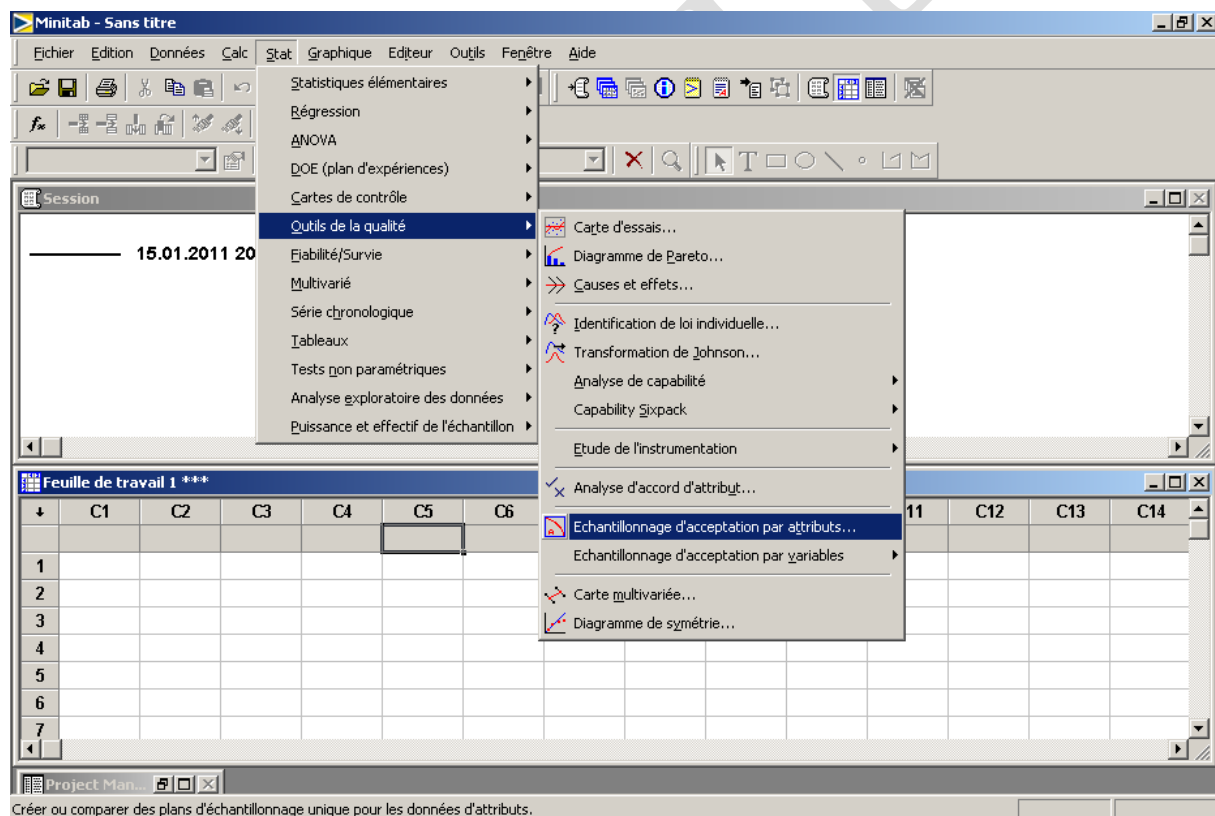 Minitab - Sans titre
Fichier Edition Données Calc Stat Graphique Editeur Outils Fenêtre Aide
Statistiques élémentaires
Régression
ANOVA
DOE (plan d'expériences)
Cartes de contrôle
Outils de la qualité
Fiabilité/Survie
Multivarié
Série chronologique
Tableaux
Tests non paramétriques
Analyse exploratoire des données
Puissance et effectif de l'échantillon
Carte d'essais...
Diagramme de Pareto...
Causes et effets...
Identification de loi individuelle...
Transformation de Johnson...
Analyse de capabilité
Capability Sixpack
Etude de l'instrumentation
Analyse d'accord d'attribut...
Echantillonnage d'acceptation par attributs...
Echantillonnage d'acceptation par variables
Carte multivariée...
Diagramme de symétrie...
Session
15.01.2011 20
Feuille de travail 1 ***
C1 C2 C3 C4 C5 C6 11 C12 C13 C14
1
2
3
4
5
6
7
Project Man...
Créer ou comparer des plans d'échantillonnage unique pour les données d'attributs.